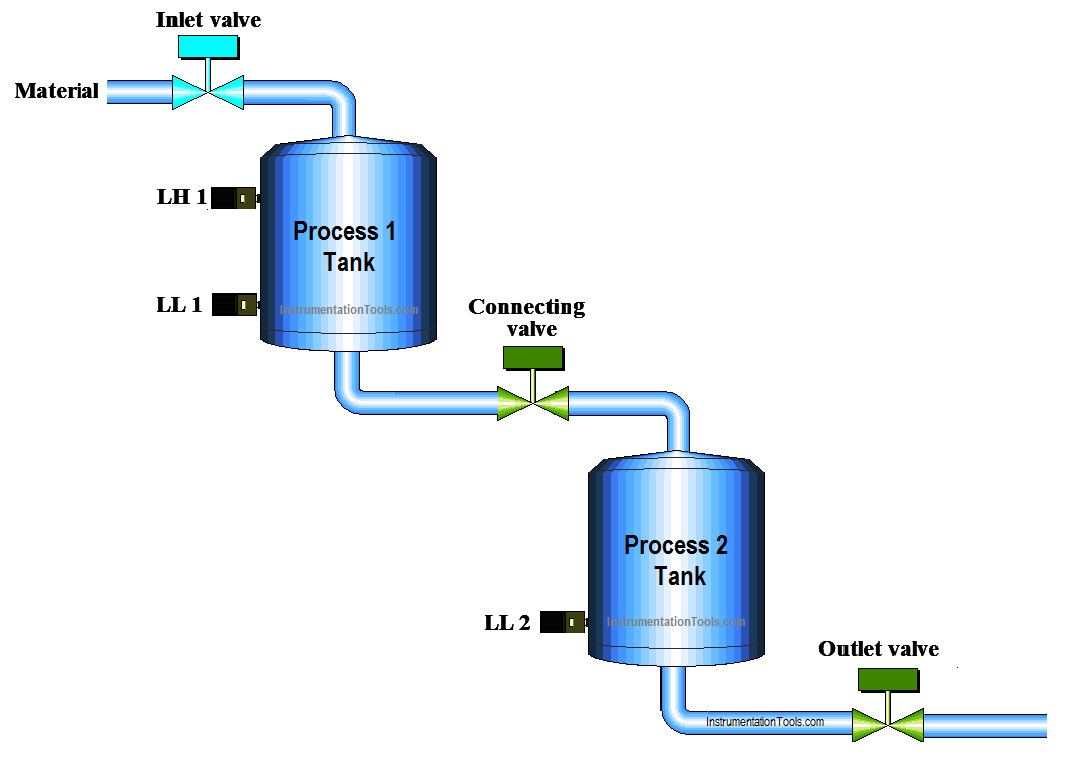 Inlet valve
Material
LH 1
Process 1
Tank
LL 1
InstrumentationTools.com
Connecting
valve
Process 2
Tank
LL 2
InstrumentationTools.com
Outlet valve
InstrumentationTools.com